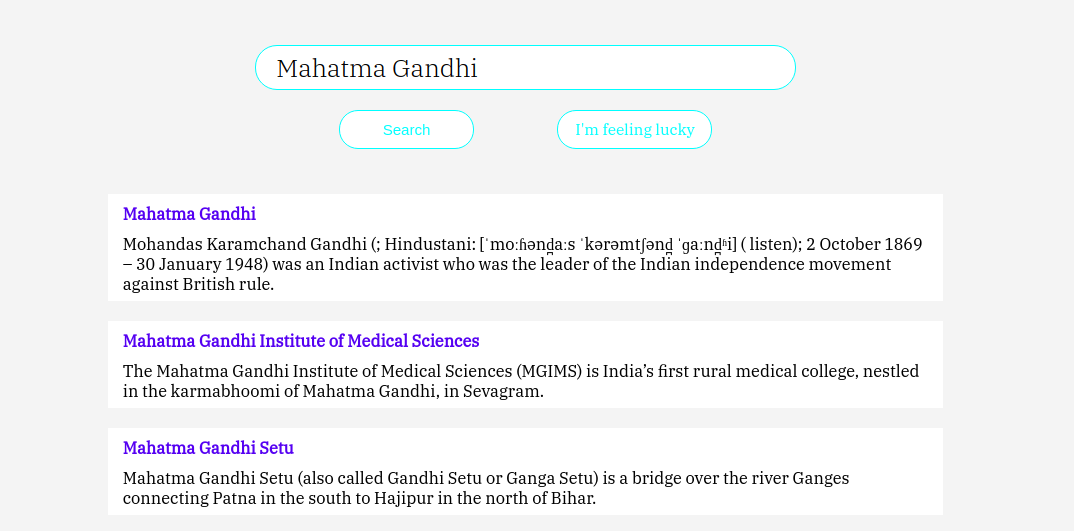 Mahatma Gandhi
Search
I'm feeling lucky
Mahatma Gandhi
Mohandas Karamchand Gandhi (; Hindustani: [ˈmoːɦənd̪aːs ˈkərəmtʃənd̪ ˈɡaːnd̪ʱi] ( listen); 2 October 1869
– 30 January 1948) was an Indian activist who was the leader of the Indian independence movement
against British rule.
Mahatma Gandhi Institute of Medical Sciences
The Mahatma Gandhi Institute of Medical Sciences (MGIMS) is India’s first rural medical college, nestled
in the karmabhoomi of Mahatma Gandhi, in Sevagram.
Mahatma Gandhi Setu
Mahatma Gandhi Setu (also called Gandhi Setu or Ganga Setu) is a bridge over the river Ganges
connecting Patna in the south to Hajipur in the north of Bihar.